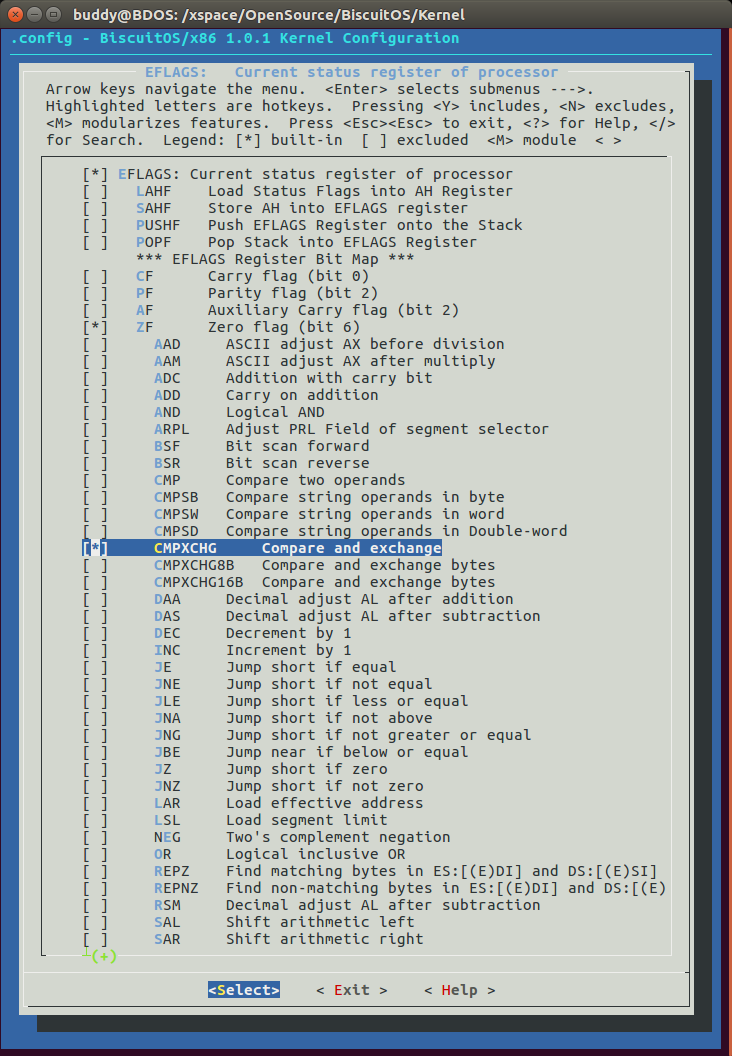 buddy@BDOS: /xspace/OpenSource/BiscuitOS/Kernel
.config - BiscuitOS/x86 1.0.1 Kernel Configuration
EFLAGS:   Current status register of processor
Arrow keys navigate the menu.  <Enter> selects submenus --->.
Highlighted letters are hotkeys.  Pressing <Y> includes, <N> excludes,
<M> modularizes features.  Press <Esc><Esc> to exit, <?> for Help, </>
for Search.  Legend: [*] built-in  [ ] excluded  <M> module  < >
[*] EFLAGS: Current status register of processor
[ ]   LAHF    Load Status Flags into AH Register
[ ]   SAHF    Store AH into EFLAGS register
[ ]   PUSHF   Push EFLAGS Register onto the Stack
[ ]   POPF    Pop Stack into EFLAGS Register
*** EFLAGS Register Bit Map ***
[ ]   CF      Carry flag (bit 0)
[ ]   PF      Parity flag (bit 2)
[ ]   AF      Auxiliary Carry flag (bit 2)
[*]   ZF      Zero flag (bit 6)
[ ]     AAD     ASCII adjust AX before division
[ ]     AAM     ASCII adjust AX after multiply
[ ]     ADC     Addition with carry bit
[ ]     ADD     Carry on addition
[ ]     AND     Logical AND
[ ]     ARPL    Adjust PRL Field of segment selector
[ ]     BSF     Bit scan forward
[ ]     BSR     Bit scan reverse
[ ]     CMP     Compare two operands
[ ]     CMPSB   Compare string operands in byte
[ ]     CMPSW   Compare string operands in word
[ ]     CMPSD   Compare string operands in Double-word
[*]     CMPXCHG     Compare and exchange
[ ]     CMPXCHG8B   Compare and exchange bytes
[ ]     CMPXCHG16B  Compare and exchange bytes
[ ]     DAA     Decimal adjust AL after addition
[ ]     DAS     Decimal adjust AL after subtraction
[ ]     DEC     Decrement by 1
[ ]     INC     Increment by 1
[ ]     JE      Jump short if equal
[ ]     JNE     Jump short if not equal
[ ]     JLE     Jump short if less or equal
[ ]     JNA     Jump short if not above
[ ]     JNG     Jump short if not greater or equal
[ ]     JBE     Jump near if below or equal
[ ]     JZ      Jump short if zero
[ ]     JNZ     Jump short if not zero
[ ]     LAR     Load effective address
[ ]     LSL     Load segment limit
[ ]     NEG     Two's complement negation
[ ]     OR      Logical inclusive OR
[ ]     REPZ    Find matching bytes in ES:[(E)DI] and DS:[(E)SI]
[ ]     REPNZ   Find non-matching bytes in ES:[(E)DI] and DS:[(E)
[ ]     RSM     Decimal adjust AL after subtraction
[ ]     SAL     Shift arithmetic left
[ ]     SAR     Shift arithmetic right
(+)
<Select>    < Exit >    < Help >